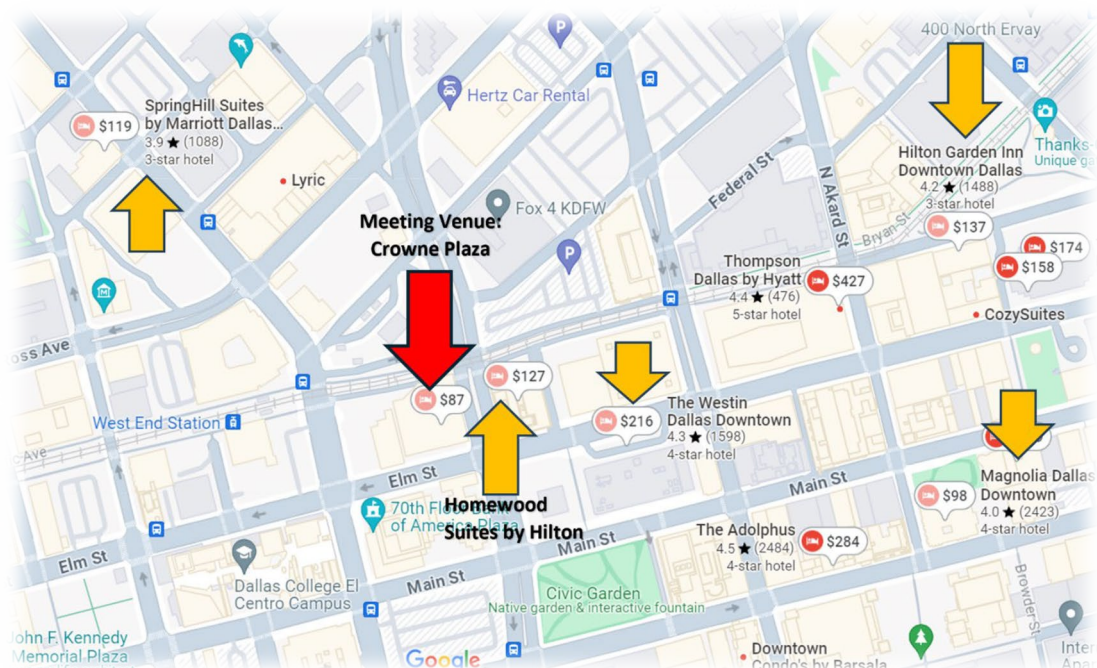 400 North Ervay
SpringHill Suites
by Marriott Dallas...
3.9 ★ (1088)
3-star hotel
$119
Hertz Car Rental
P
Lyric
Fox 4 KDFW
Meeting Venue:
Crowne Plaza
P
Federal St
N Akard St
Bryan St
Thanks-
Unique ga
Hilton Garden Inn
Downtown Dallas
4.2 ★ (1488)
3-star hotel
$137
$174
$158
Thompson
Dallas by Hyatt
4.4 ★ (476)
5-star hotel
$427
CozySuites
oss Ave
$87
$127
West End Station
$216
The Westin
Dallas Downtown
4.3 ★ (1598)
4-star hotel
Elm St
Main St
Magnolia Dallas
Downtown
4.0 ★ (2423)
4-star hotel
$98
70th Floor
of America Plaza
Homewood
Suites by Hilton
The Adolphus
4.5 ★ (2484)
4-star hotel
$284
Main St
Elm St
Main St
Dallas College El
Centro Campus
Civic Garden
Native garden & interactive fountain
Browder St
John F. Kennedy
Memorial Plaza
Google
Downtown
Condo's by Barsala
Inter
Apa